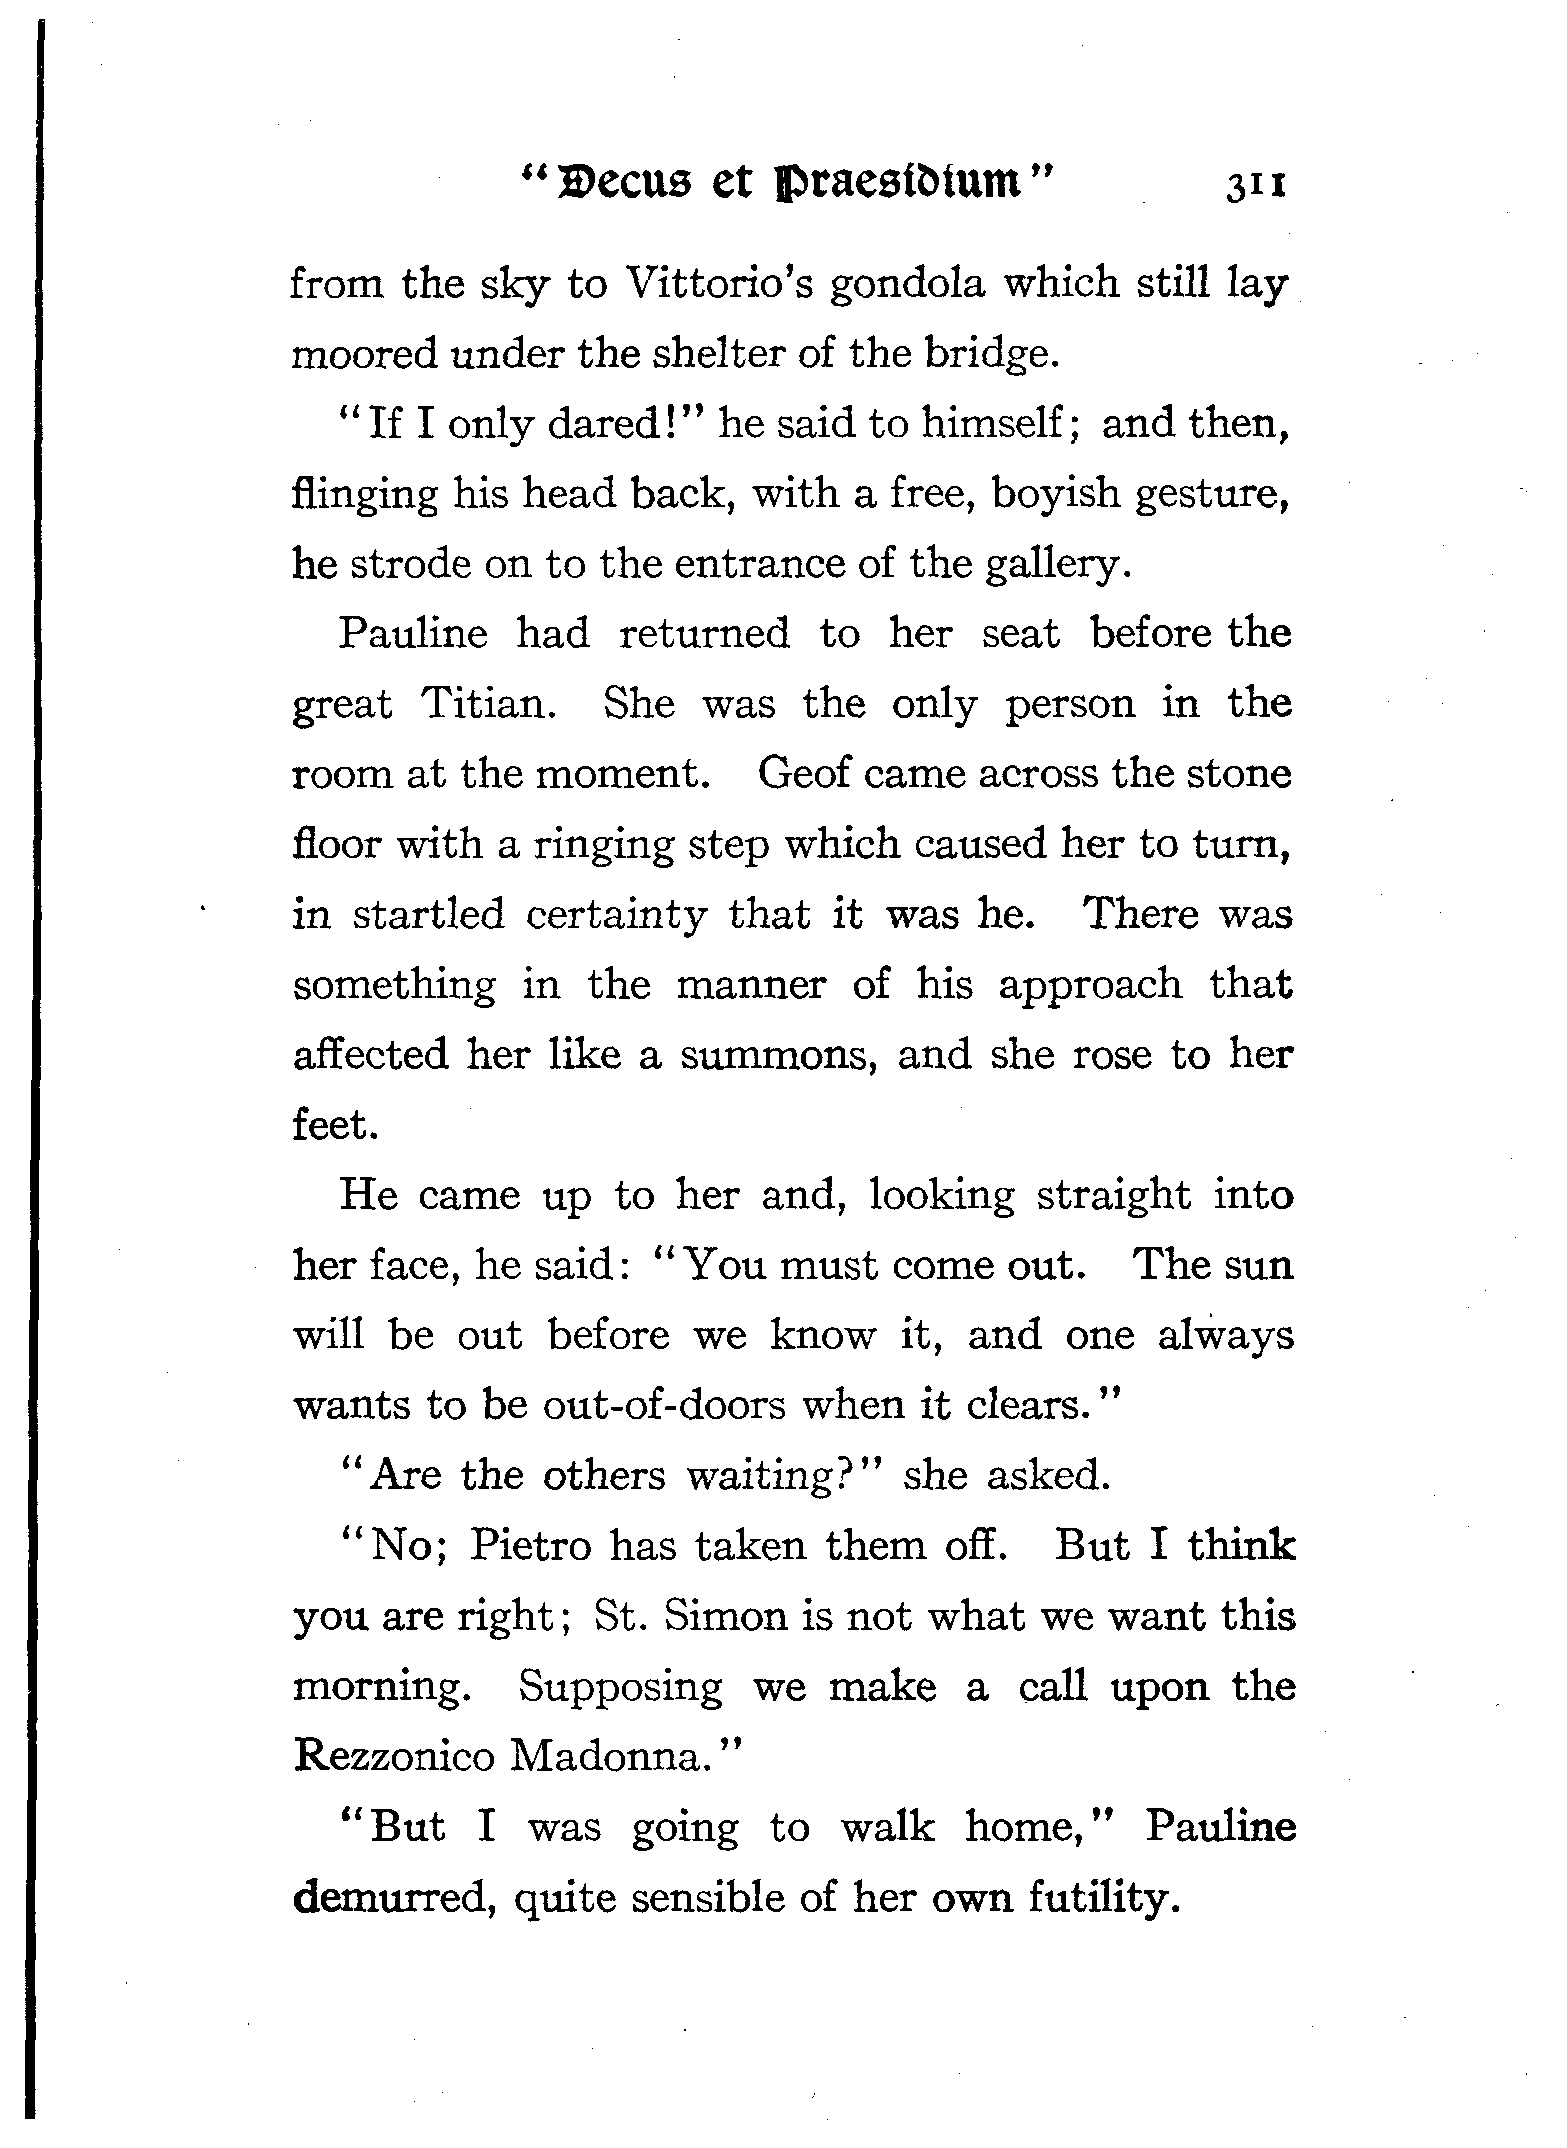 "Decus et Praesidium" 311
from the sky to Vittorio's gondola which still lay
moored under the shelter of the bridge.
"If I only dared!" he said to himself; and then,
flinging his head back, with a free, boyish gesture,
he strode on to the entrance of the gallery.
Pauline had returned to her seat before the
great Titian. She was the only person in the
room at the moment. Geof came across the stone
floor with a ringing step which caused her to turn,
in startled certainty that it was he. There was
something in the manner of his approach that
affected her like a summons, and she rose to her
feet.
He came up to her and, looking straight into
her face, he said: "You must come out. The sun
will be out before we know it, and one always
wants to be out-of-doors when it clears."
"Are the others waiting?" she asked.
"No; Pietro has taken them off. But I think
you are right; St. Simon is not what we want this
morning. Supposing we make a call upon the
Rezzonico Madonna."
"But I was going to walk home," Pauline
demurred, quite sensible of her own futility.